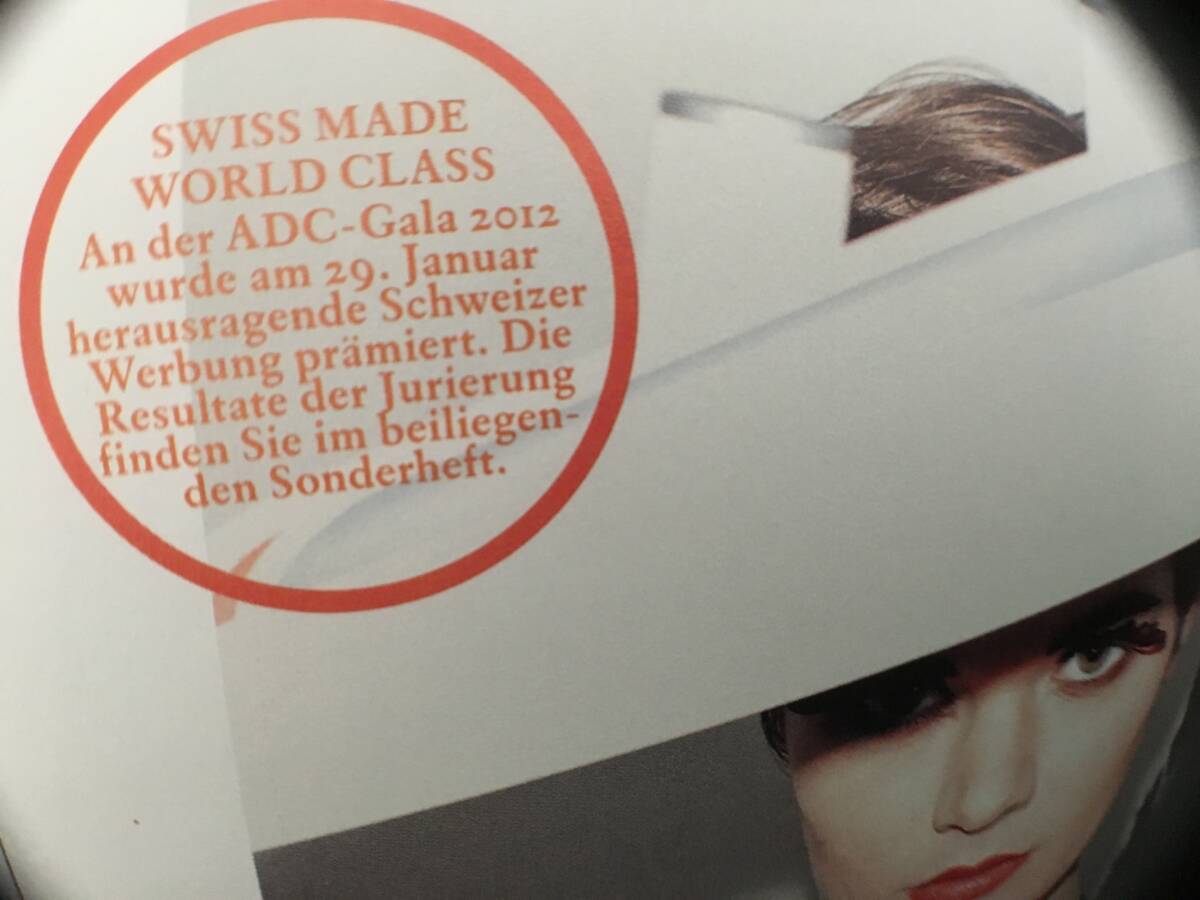 SWISS MADE
WORLD CLASS
An der ADC-Gala 2012
wurde am 29. Januar
herausragende Schweizer
Werbung prämiert. Die
Resultate der Jurierung
finden Sie im beiliegen-
den Sonderheft.